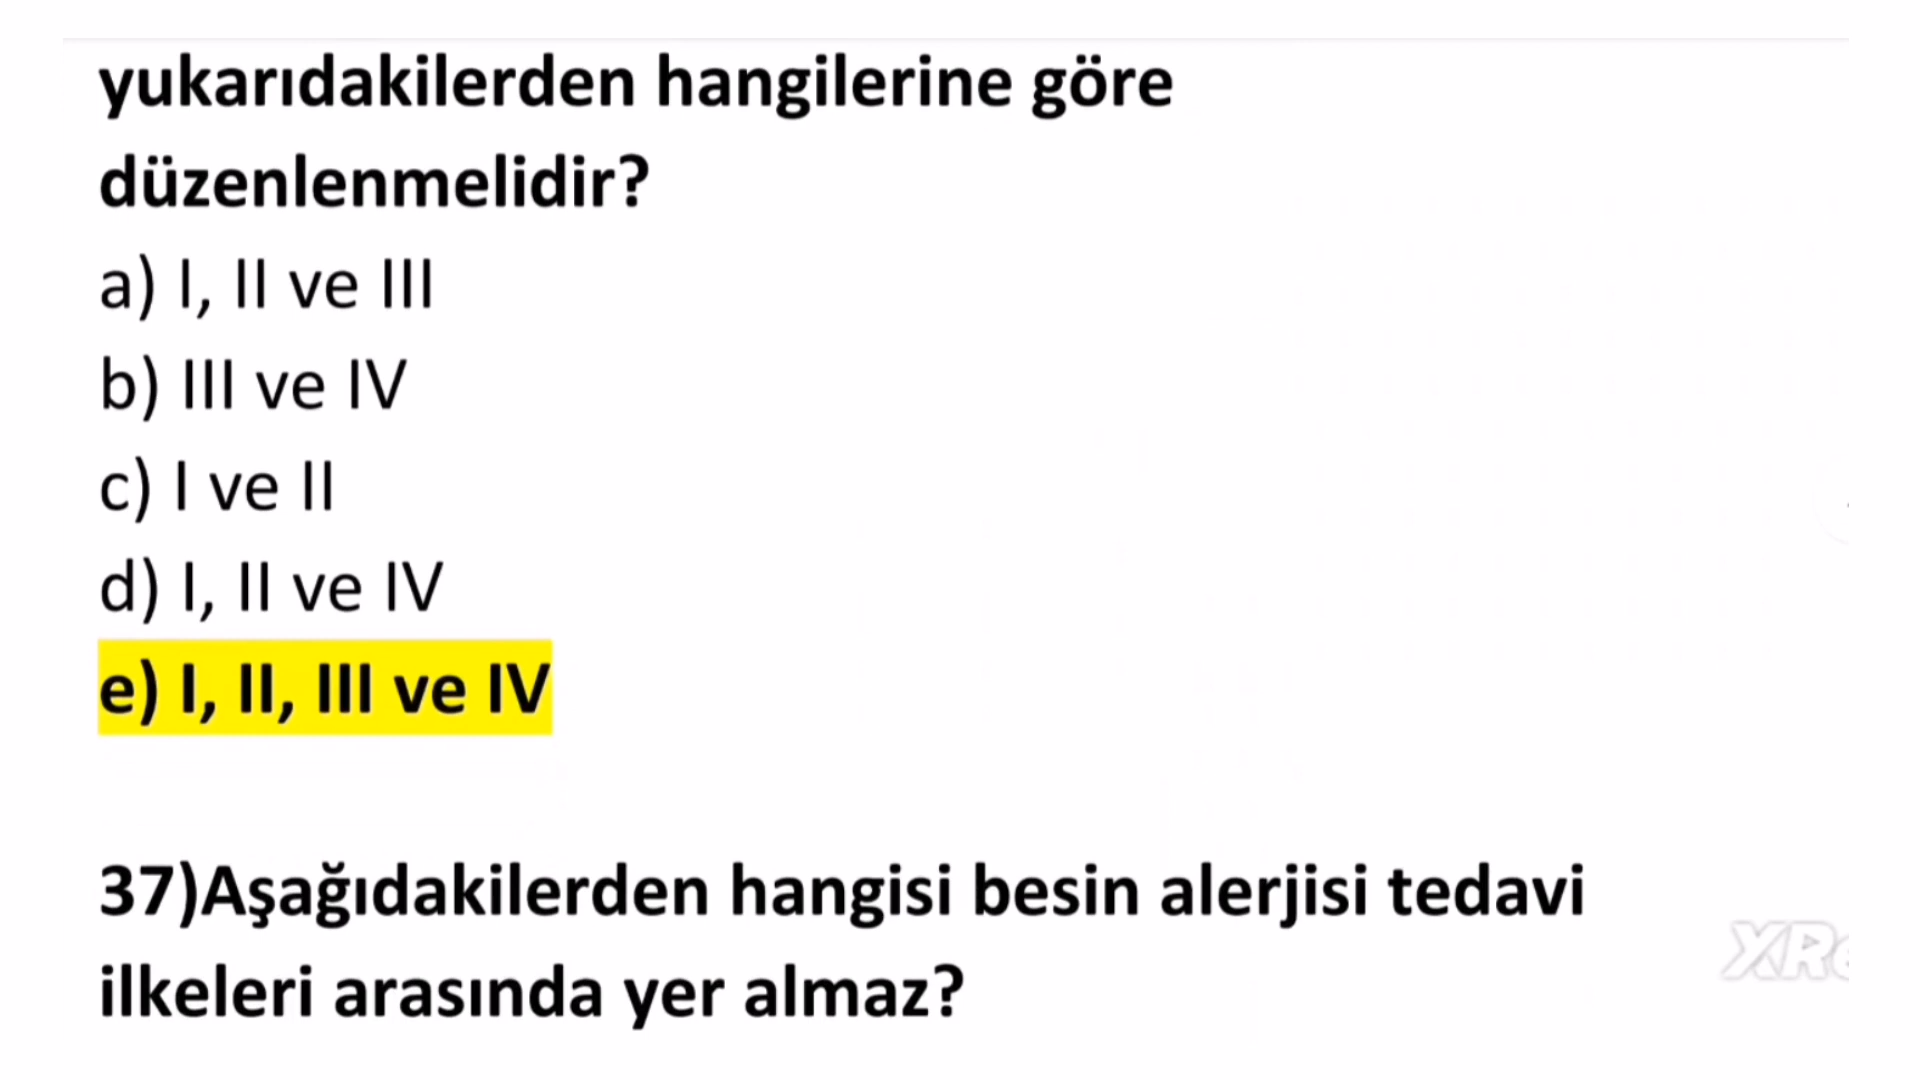 yukarıdakilerden hangilerine göre
düzenlenmelidir?
a) I, II ve III
b) III ve IV
c) I ve II
d) I, II ve IV
e) I, II, III ve IV
37)Aşağıdakilerden hangisi besin alerjisi tedavi
ilkeleri arasında yer almaz?